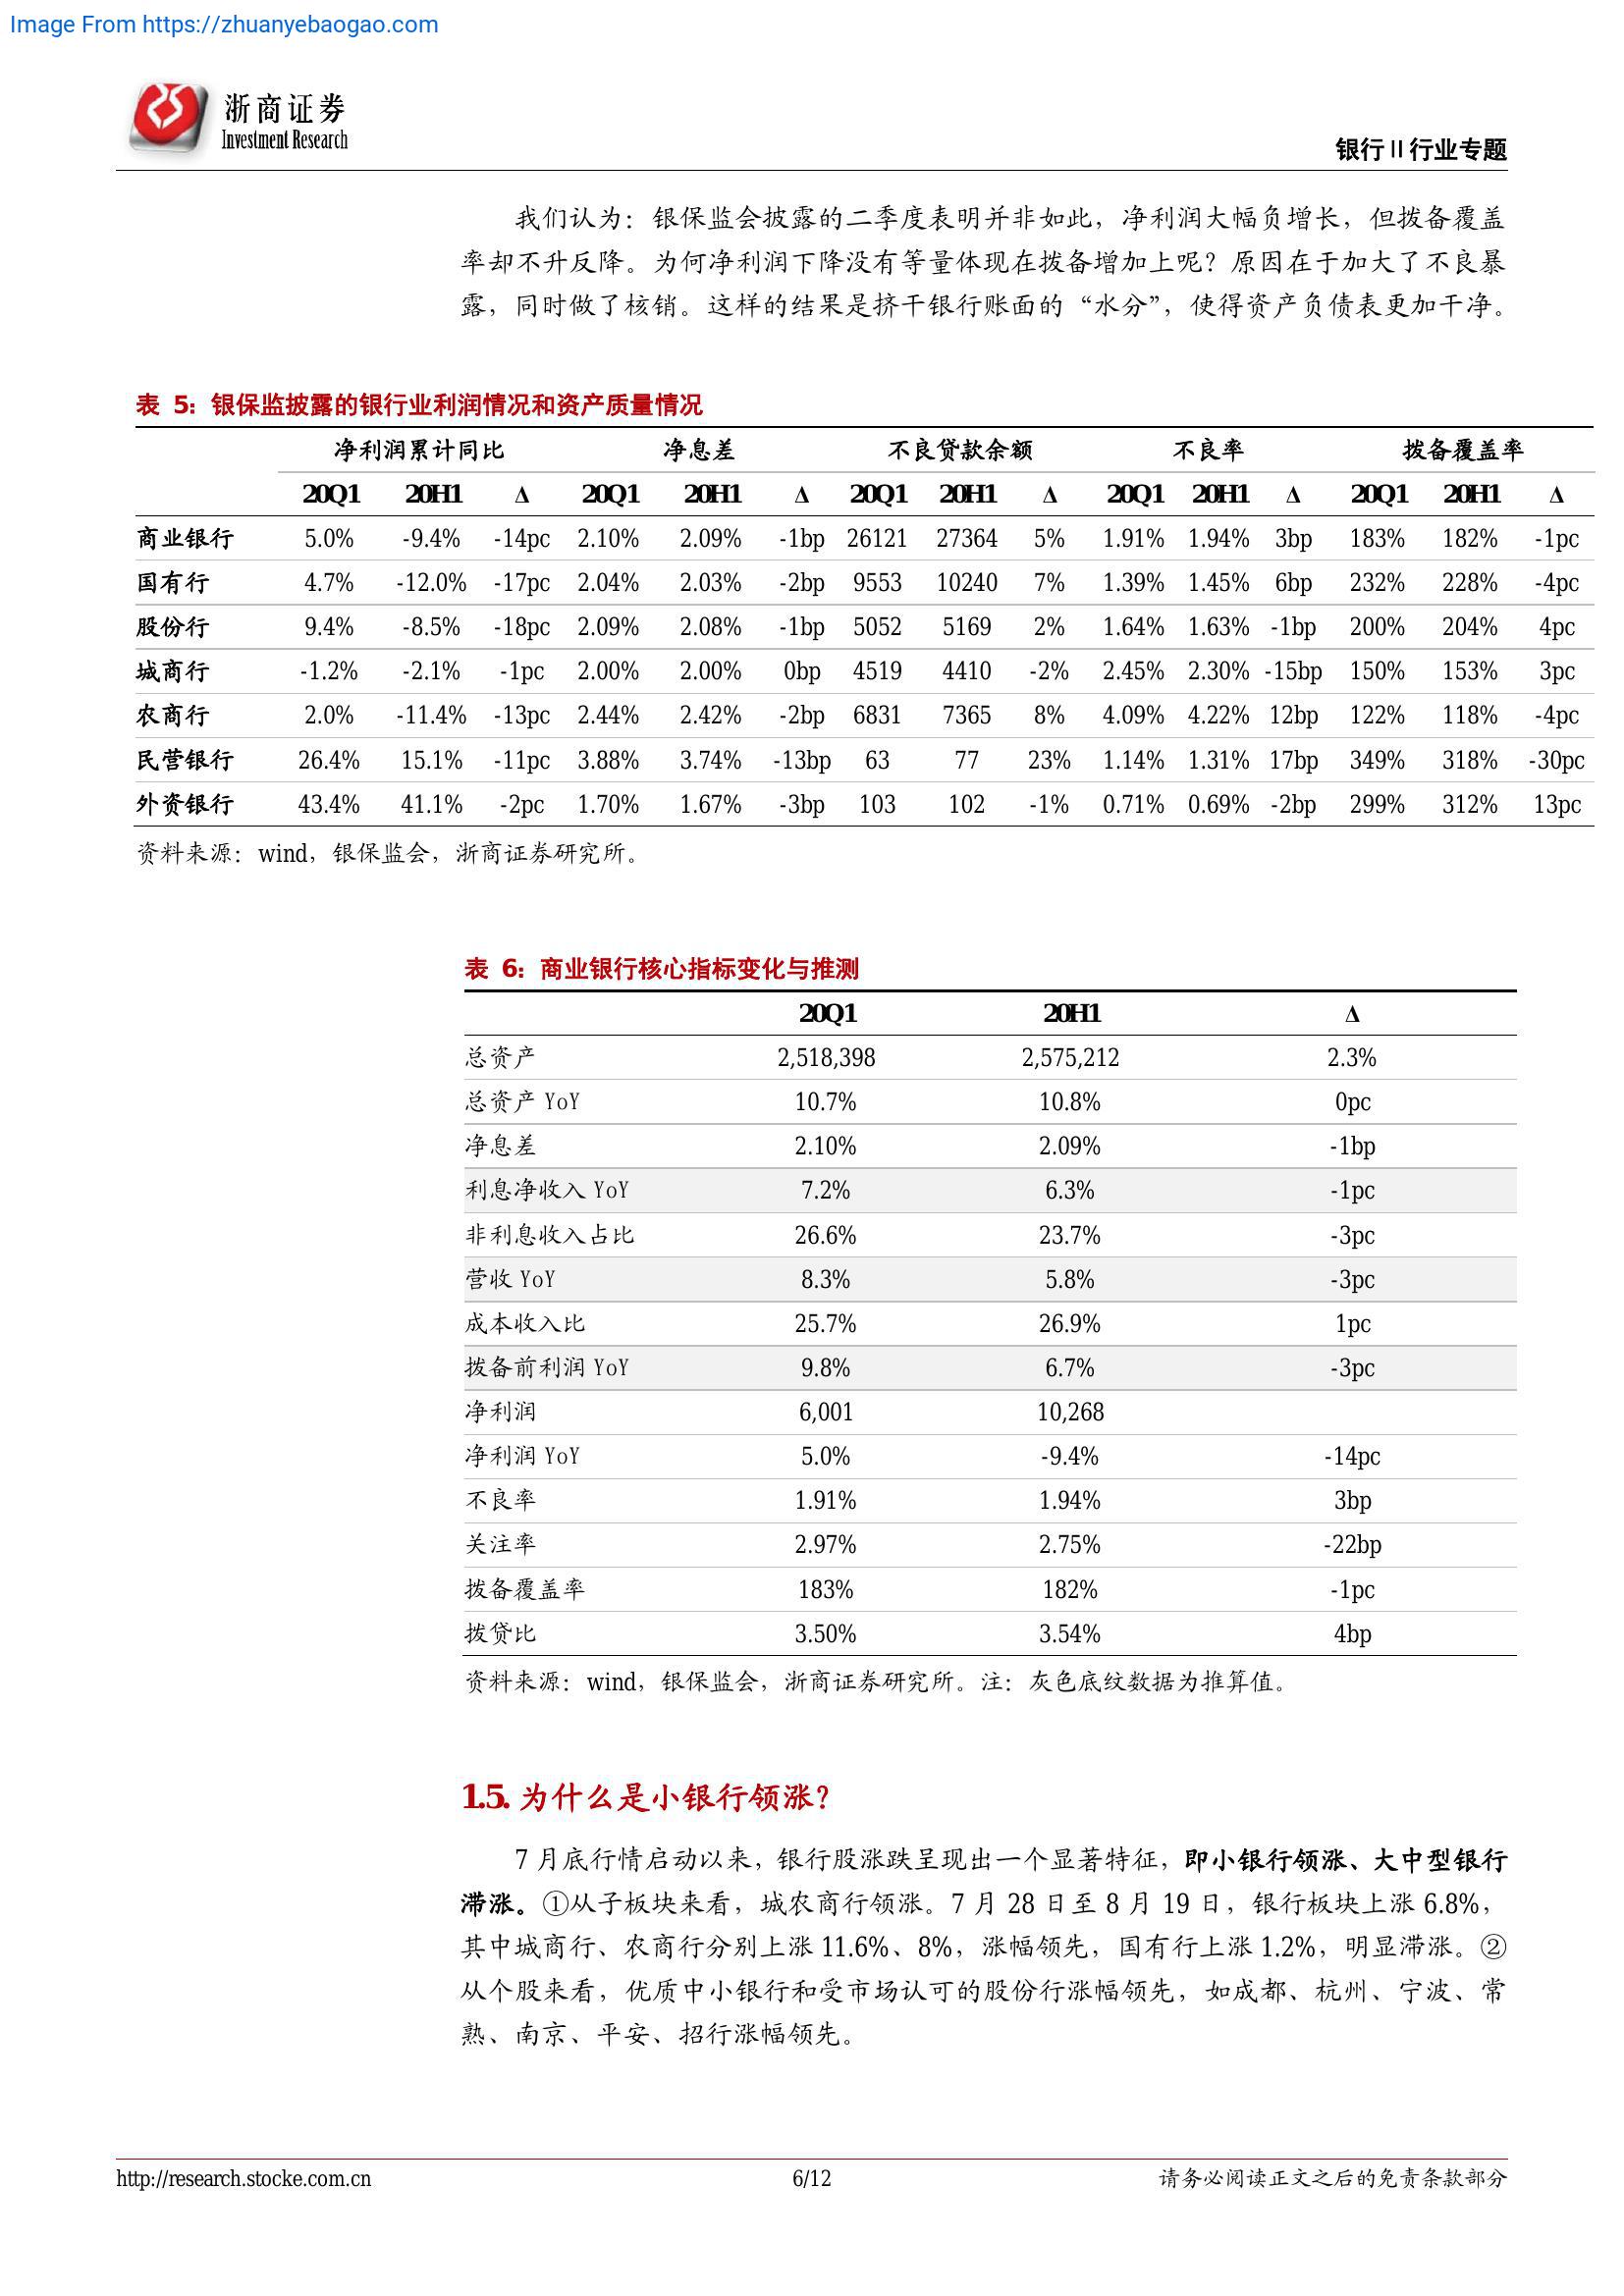 Image From https://zhuanyebaogao.com
浙商证券
Investment Research
银行Ⅱ行业专题
我们认为：银保监会披露的二季度表明并非如此，净利润大幅负增长，但拨备覆盖
率却不升反降。为何净利润下降没有等量体现在拨备增加上呢？原因在于加大了不良暴
露，同时做了核销。这样的结果是挤干银行账面的“水分”，使得资产负债表更加干净。
表 5：银保监披露的银行业利润情况和资产质量情况
净利润累计同比 净息差 不良贷款余额 不良率 拨备覆盖率
20Q1 20H1 Δ 20Q1 20H1 Δ 20Q1 20H1 Δ 20Q1 20H1 Δ 20Q1 20H1 Δ
商业银行 5.0% -9.4% -14pc 2.10% 2.09% -1bp 26121 27364 5% 1.91% 1.94% 3bp 183% 182% -1pc
国有行 4.7% -12.0% -17pc 2.04% 2.03% -2bp 9553 10240 7% 1.39% 1.45% 6bp 232% 228% -4pc
股份行 9.4% -8.5% -18pc 2.09% 2.08% -1bp 5052 5169 2% 1.64% 1.63% -1bp 200% 204% 4pc
城商行 -1.2% -2.1% -1pc 2.00% 2.00% 0bp 4519 4410 -2% 2.45% 2.30% -15bp 150% 153% 3pc
农商行 2.0% -11.4% -13pc 2.44% 2.42% -2bp 6831 7365 8% 4.09% 4.22% 12bp 122% 118% -4pc
民营银行 26.4% 15.1% -11pc 3.88% 3.74% -13bp 63 77 23% 1.14% 1.31% 17bp 349% 318% -30pc
外资银行 43.4% 41.1% -2pc 1.70% 1.67% -3bp 103 102 -1% 0.71% 0.69% -2bp 299% 312% 13pc
资料来源：wind，银保监会，浙商证券研究所。
表 6：商业银行核心指标变化与推测
20Q1 20H1 Δ
总资产 2,518,398 2,575,212 2.3%
总资产 YoY 10.7% 10.8% 0pc
净息差 2.10% 2.09% -1bp
利息净收入 YoY 7.2% 6.3% -1pc
非利息收入占比 26.6% 23.7% -3pc
营收 YoY 8.3% 5.8% -3pc
成本收入比 25.7% 26.9% 1pc
拨备前利润 YoY 9.8% 6.7% -3pc
净利润 6,001 10,268
净利润 YoY 5.0% -9.4% -14pc
不良率 1.91% 1.94% 3bp
关注率 2.97% 2.75% -22bp
拨备覆盖率 183% 182% -1pc
拨贷比 3.50% 3.54% 4bp
资料来源：wind，银保监会，浙商证券研究所。注：灰色底纹数据为推算值。
1.5. 为什么是小银行领涨？
7 月底行情启动以来，银行股涨跌呈现出一个显著特征，即小银行领涨、大中型银行
滞涨。①从子板块来看，城农商行领涨。7 月 28 日至 8 月 19 日，银行板块上涨 6.8%，
其中城商行、农商行分别上涨 11.6%、8%，涨幅领先，国有行上涨 1.2%，明显滞涨。②
从个股来看，优质中小银行和受市场认可的股份行涨幅领先，如成都、杭州、宁波、常
熟、南京、平安、招行涨幅领先。
http://research.stocke.com.cn 6/12 请务必阅读正文之后的免责条款部分